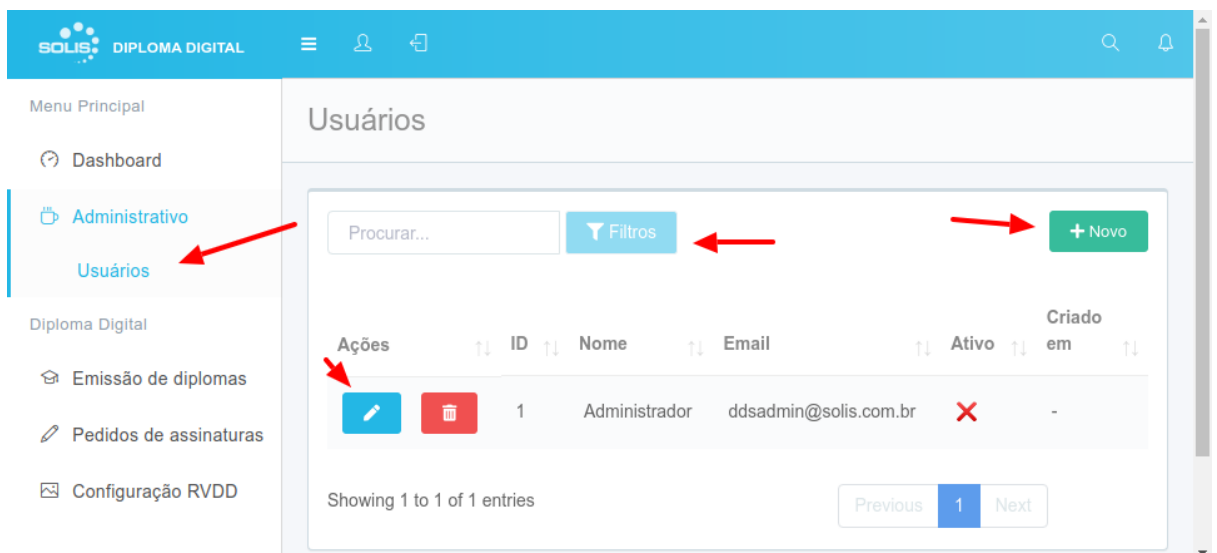 SOLIS DIPLOMA DIGITAL
Menu Principal
Dashboard
Administrativo
Usuários
Diploma Digital
Emissão de diplomas
Pedidos de assinaturas
Configuração RVDD
Usuários
Procurar... Filtros + Novo
Ações ID Nome Email Ativo Criado em
1 Administrador ddsadmin@solis.com.br -
Showing 1 to 1 of 1 entries
Previous 1 Next